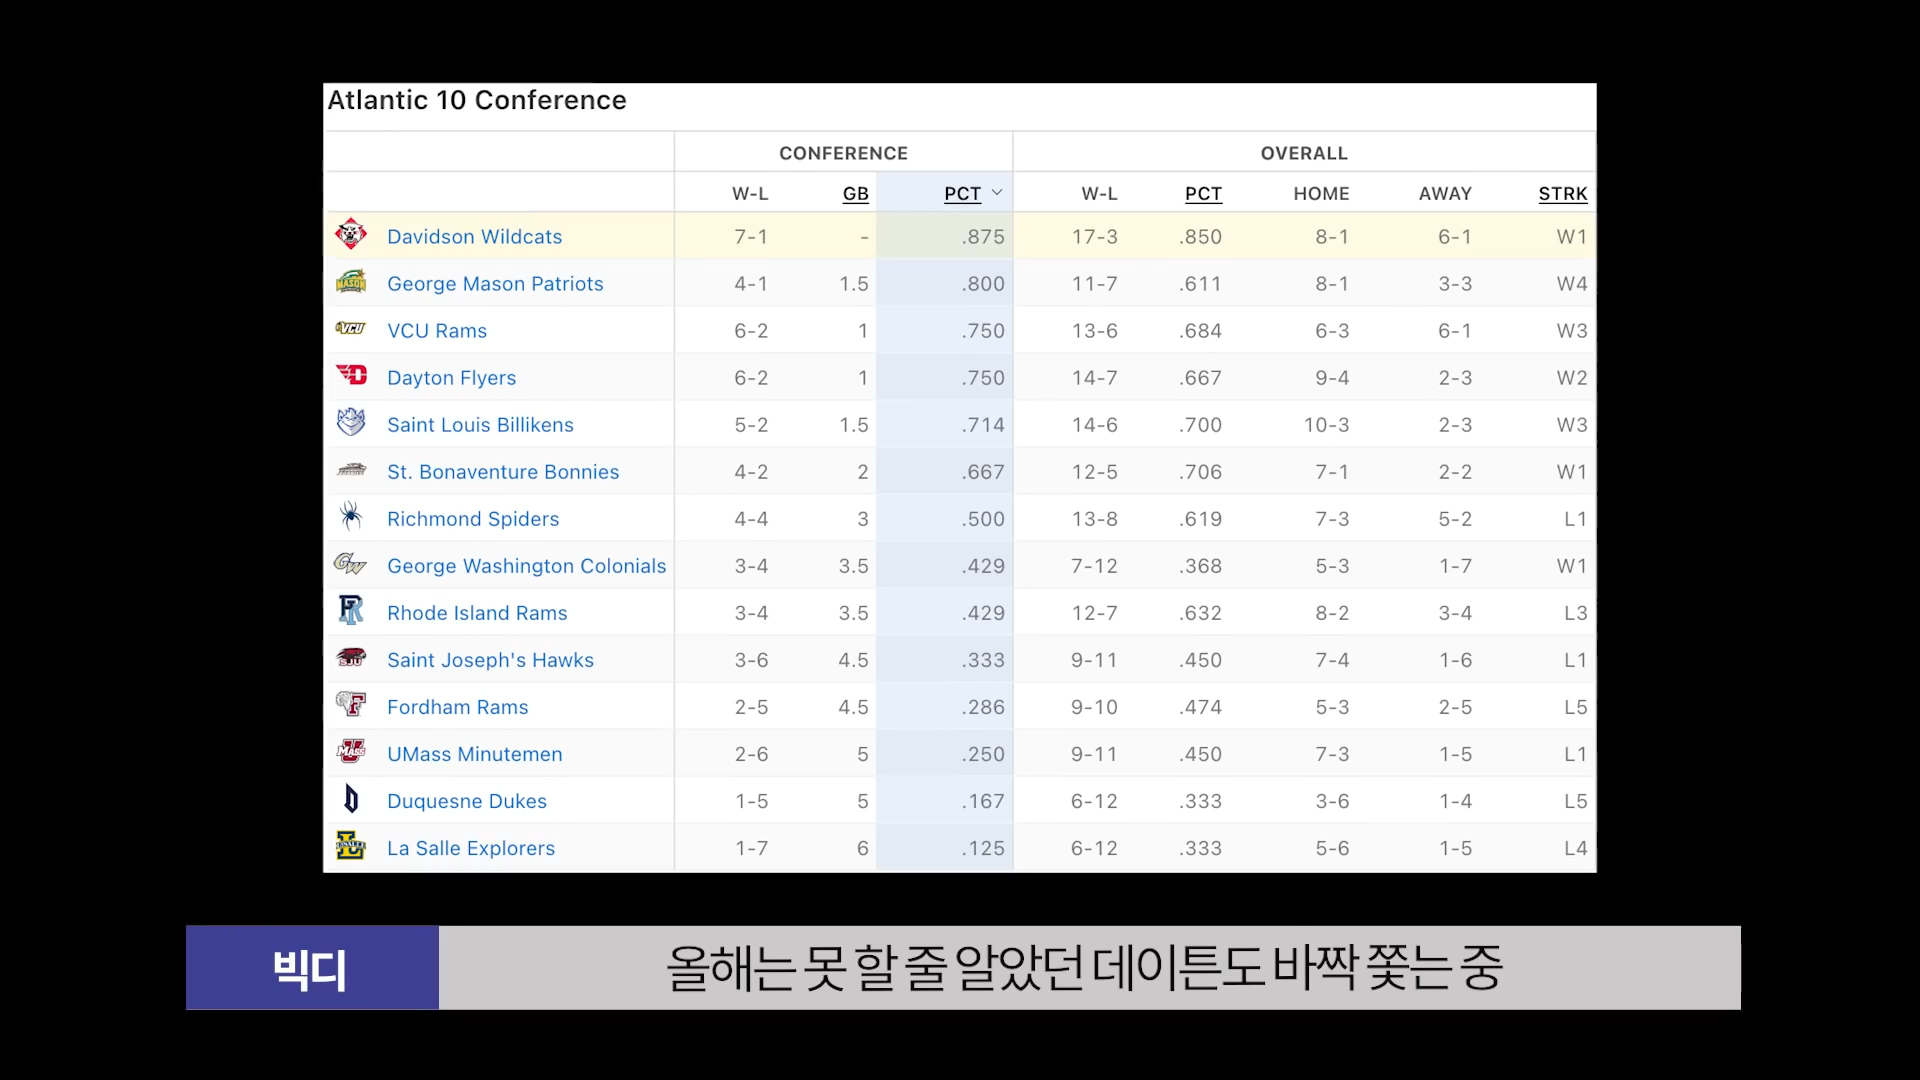 Atlantic 10 Conference
CONFERENCE OVERALL
W-L GB PCT W-L PCT HOME AWAY STRK
Davidson Wildcats 7-1 - .875 17-3 .850 8-1 6-1 W1
MASON George Mason Patriots 4-1 1.5 .800 11-7 .611 8-1 3-3 W4
VCU VCU Rams 6-2 1 .750 13-6 .684 6-3 6-1 W3
D Dayton Flyers 6-2 1 .750 14-7 .667 9-4 2-3 W2
Saint Louis Billikens 5-2 1.5 .714 14-6 .700 10-3 2-3 W3
St. Bonaventure Bonnies 4-2 2 .667 12-5 .706 7-1 2-2 W1
Richmond Spiders 4-4 3 .500 13-8 .619 7-3 5-2 L1
GW George Washington Colonials 3-4 3.5 .429 7-12 .368 5-3 1-7 W1
R Rhode Island Rams 3-4 3.5 .429 12-7 .632 8-2 3-4 L3
SJU Saint Joseph's Hawks 3-6 4.5 .333 9-11 .450 7-4 1-6 L1
F Fordham Rams 2-5 4.5 .286 9-10 .474 5-3 2-5 L5
UMASS UMass Minutemen 2-6 5 .250 9-11 .450 7-3 1-5 L1
D Duquesne Dukes 1-5 5 .167 6-12 .333 3-6 1-4 L5
L La Salle Explorers 1-7 6 .125 6-12 .333 5-6 1-5 L4
빅디 올해는 못 할 줄 알았던 데이튼도 바짝 쫓는 중